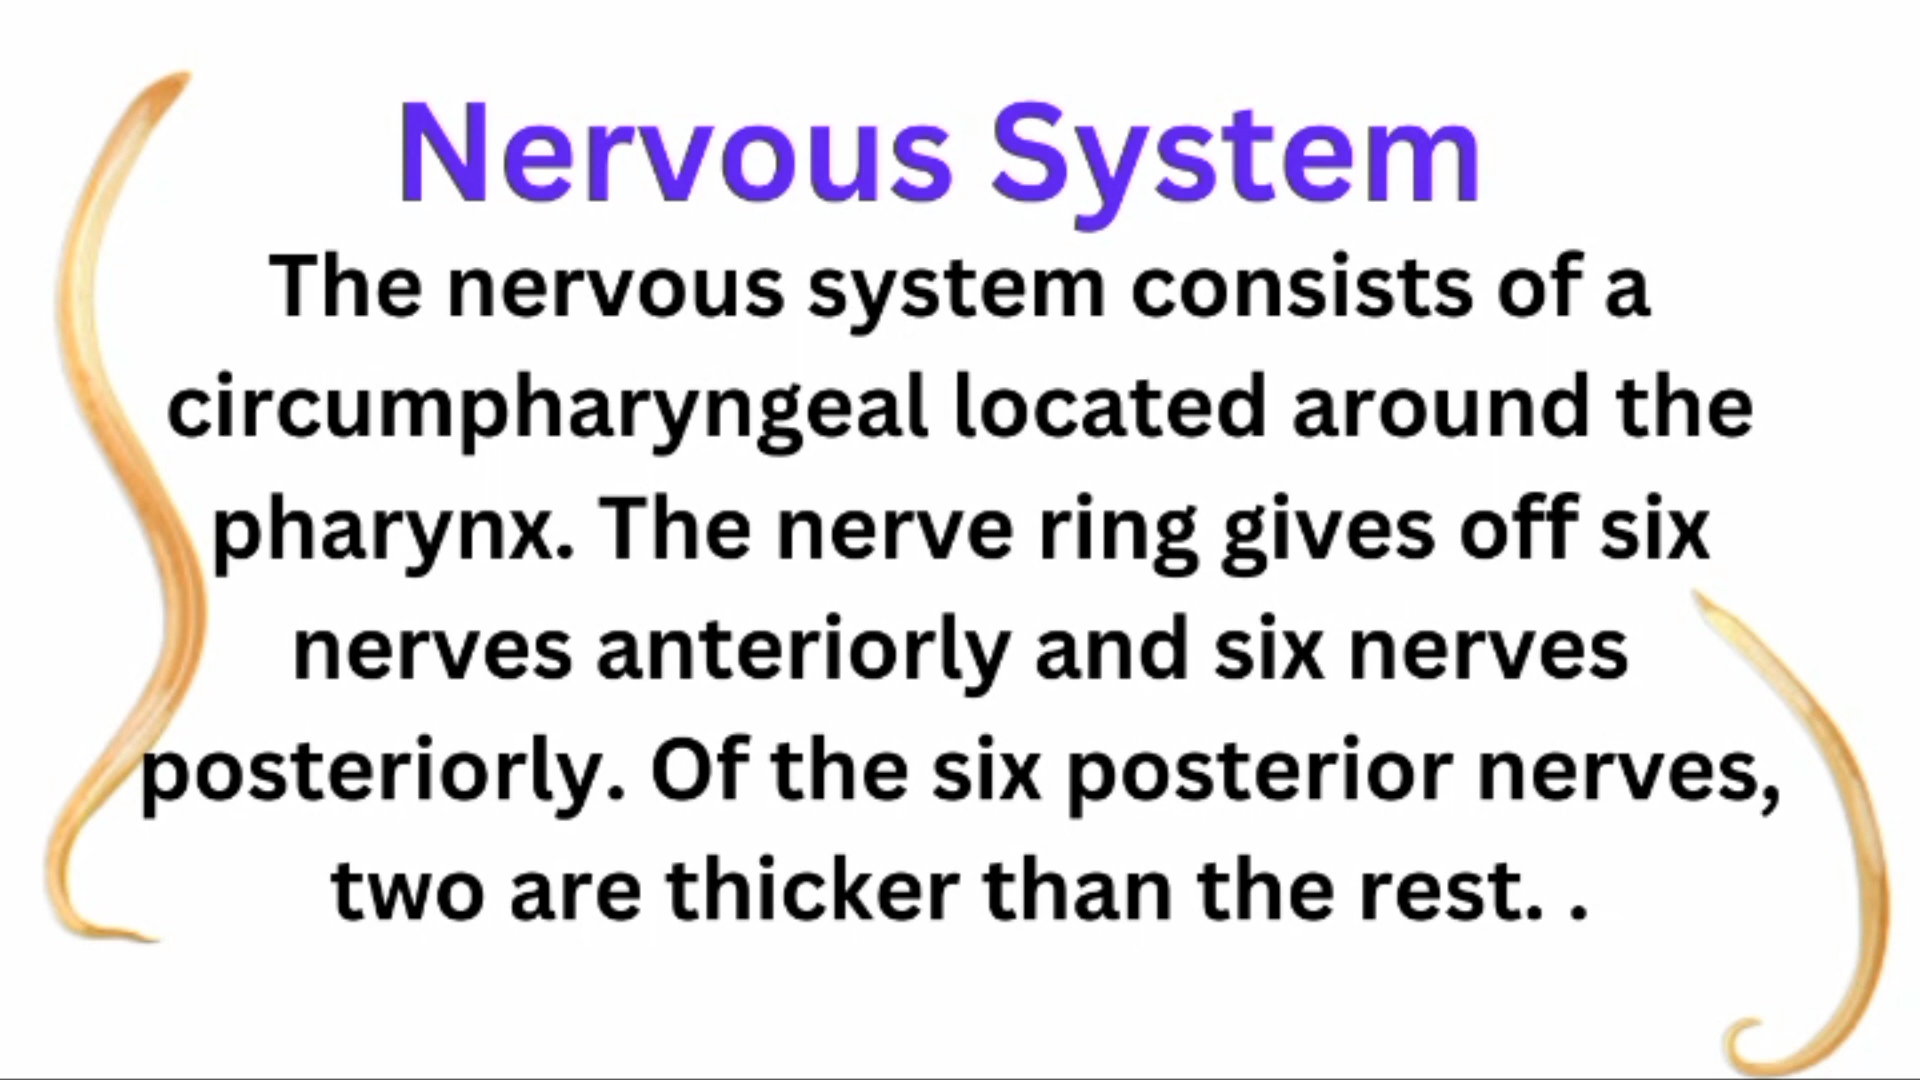 Nervous System
The nervous system consists of a
circumpharyngeal located around the
pharynx. The nerve ring gives off six
nerves anteriorly and six nerves
posteriorly. Of the six posterior nerves,
two are thicker than the rest. .